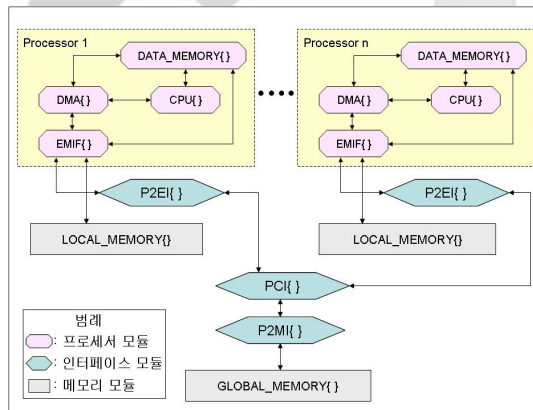 Processor 1
DATA_MEMORY{ }
DMA{ }
CPU{ }
EMIF{ }
P2EI{ }
LOCAL_MEMORY{}
Processor n
DATA_MEMORY{ }
DMA{ }
CPU{ }
EMIF{ }
P2EI{ }
LOCAL_MEMORY{}
PCI{ }
P2MI{ }
GLOBAL_MEMORY{ }
범례
: 프로세서 모듈
: 인터페이스 모듈
: 메모리 모듈